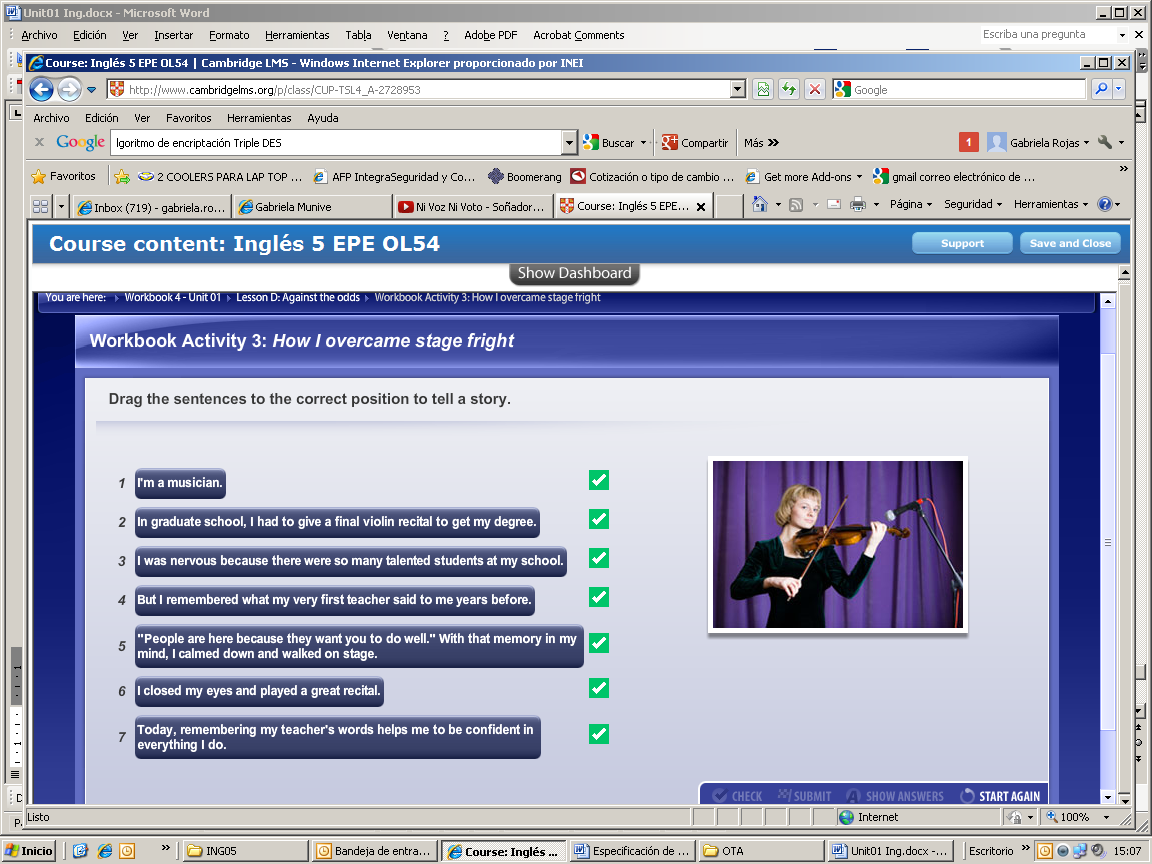 Unit01 Ing.docx - Microsoft Word
Archivo Edición Ver Insertar Formato Herramientas Tabla Ventana ? Adobe PDF Acrobat Comments Escriba una pregunta
Course: Inglés 5 EPE OL54 | Cambridge LMS - Windows Internet Explorer proporcionado por INEI
http://www.cambridgelms.org/p/class/CUP-TSL4_A-2728953 Google
Archivo Edición Ver Favoritos Herramientas Ayuda
x Google lgoritmo de encriptación Triple DES Buscar Compartir Más >> 1 Gabriela Rojas
Favoritos 2 COOLERS PARA LAP TOP ... AFP IntegraSeguridad y Co... Boomerang Cotización o tipo de cambio ... Get more Add-ons gmail correo electrónico de ... >>
Inbox (719) - gabriela.ro... Gabriela Munive Ni Voz Ni Voto - Soñador... Course: Inglés 5 EPE... x Página Seguridad Herramientas
Course content: Inglés 5 EPE OL54 Support Save and Close
Show Dashboard
You are here: Workbook 4 - Unit 01 Lesson D: Against the odds Workbook Activity 3: How I overcame stage fright
Workbook Activity 3: How I overcame stage fright
Drag the sentences to the correct position to tell a story.
1 I'm a musician.
2 In graduate school, I had to give a final violin recital to get my degree.
3 I was nervous because there were so many talented students at my school.
4 But I remembered what my very first teacher said to me years before.
5 "People are here because they want you to do well." With that memory in my
mind, I calmed down and walked on stage.
6 I closed my eyes and played a great recital.
7 Today, remembering my teacher's words helps me to be confident in
everything I do.
CHECK SUBMIT SHOW ANSWERS START AGAIN
Listo Internet 100%
Inicio >> ING05 Bandeja de entra... Course: Inglés ... Especificación de ... OTA Unit01 Ing.docx -... Escritorio >> 15:07